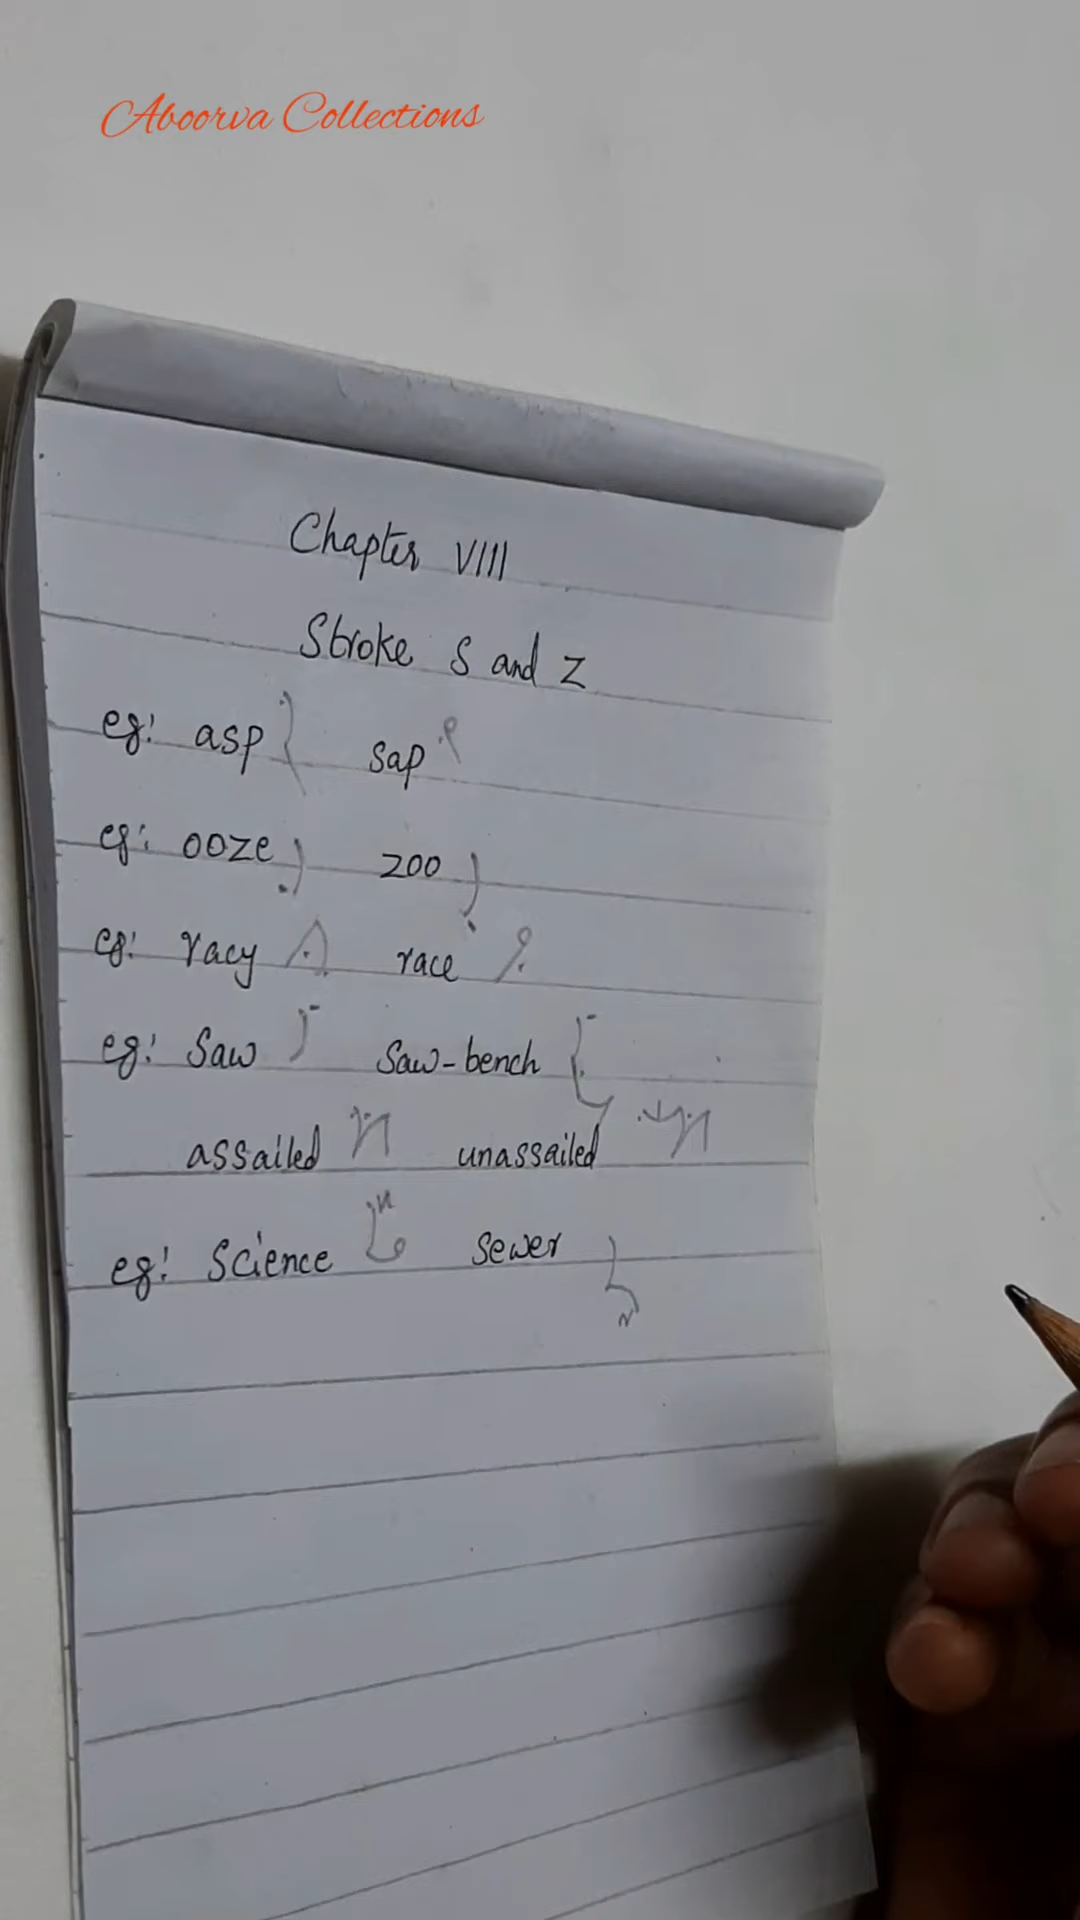 Aboorva Collections
Chapter VIII
Stroke S and Z
eg: asp sap
eg: ooze zoo
eg: racy race
eg: Saw Saw-bench
assailed unassailed
eg: Science Sewer